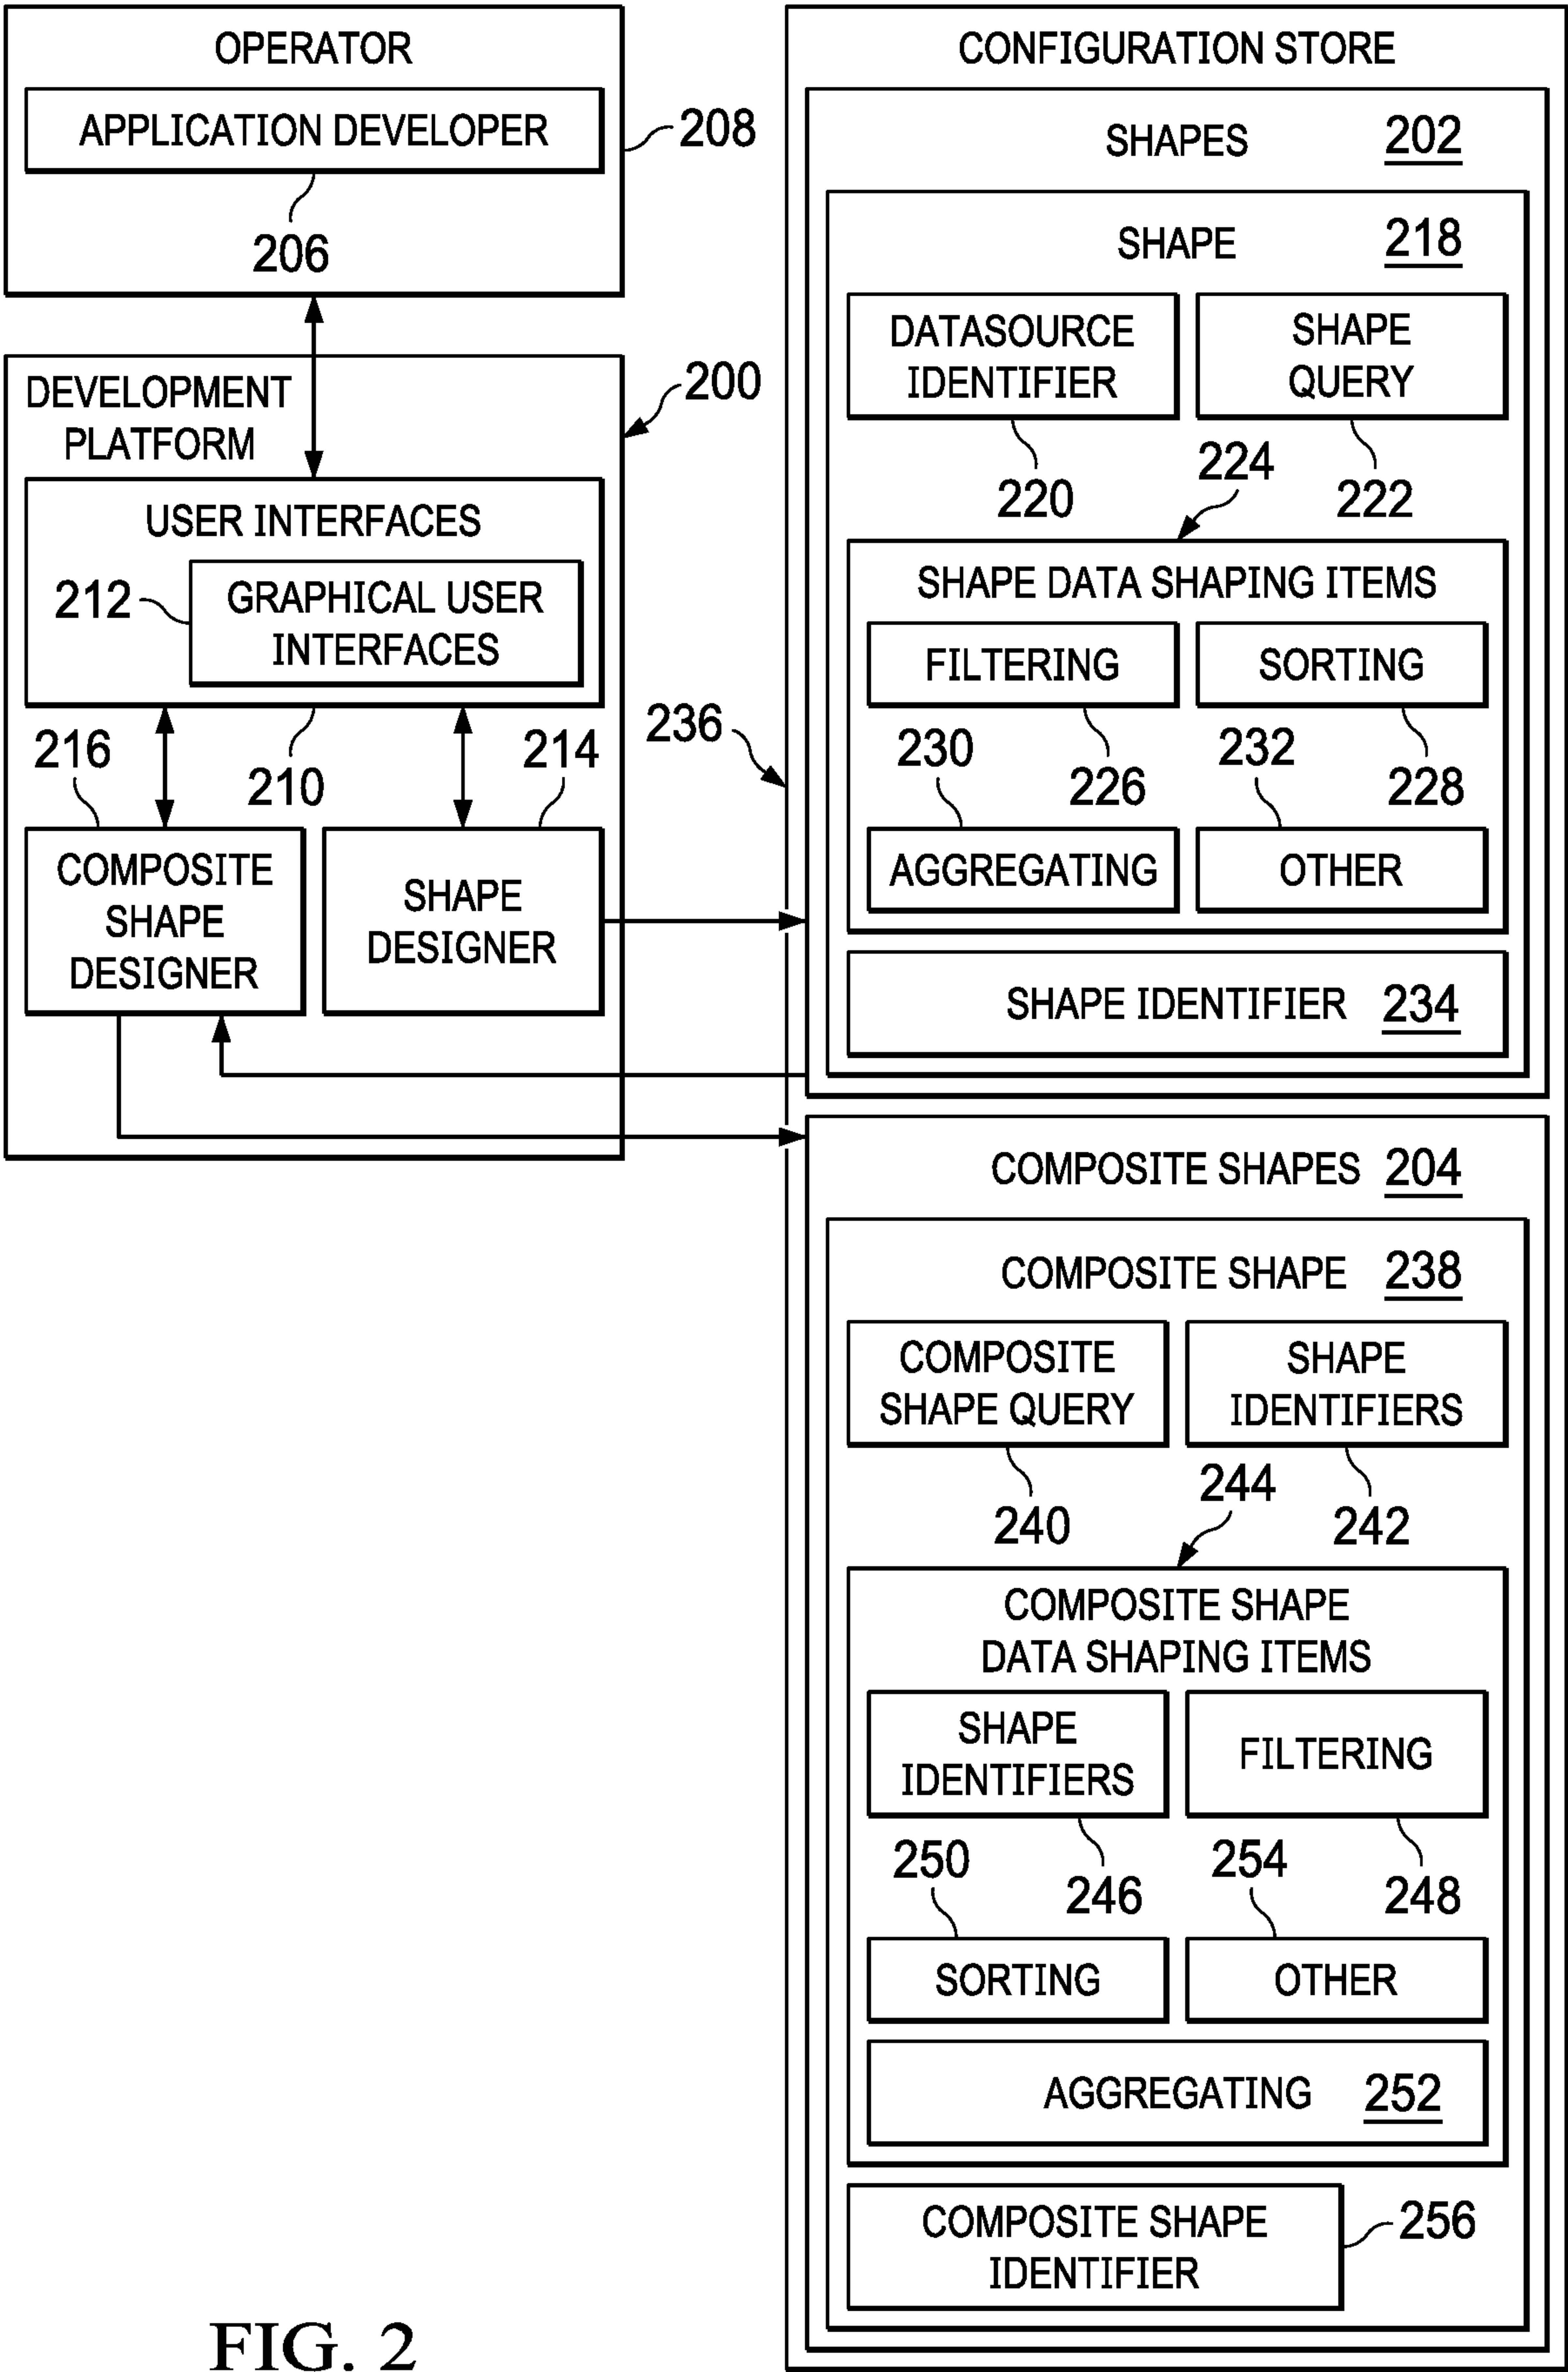 OPERATOR
APPLICATION DEVELOPER
208
206
DEVELOPMENT
PLATFORM
200
USER INTERFACES
212
GRAPHICAL USER
INTERFACES
216
210
214
COMPOSITE
SHAPE
DESIGNER
SHAPE
DESIGNER
236
CONFIGURATION STORE
SHAPES 202
SHAPE 218
DATASOURCE
IDENTIFIER
SHAPE
QUERY
220
224
222
SHAPE DATA SHAPING ITEMS
FILTERING
SORTING
230
226
232
228
AGGREGATING
OTHER
SHAPE IDENTIFIER 234
COMPOSITE SHAPES 204
COMPOSITE SHAPE 238
COMPOSITE
SHAPE QUERY
SHAPE
IDENTIFIERS
240
244
242
COMPOSITE SHAPE
DATA SHAPING ITEMS
SHAPE
IDENTIFIERS
FILTERING
250
246
254
248
SORTING
OTHER
AGGREGATING 252
COMPOSITE SHAPE
IDENTIFIER
256
FIG. 2